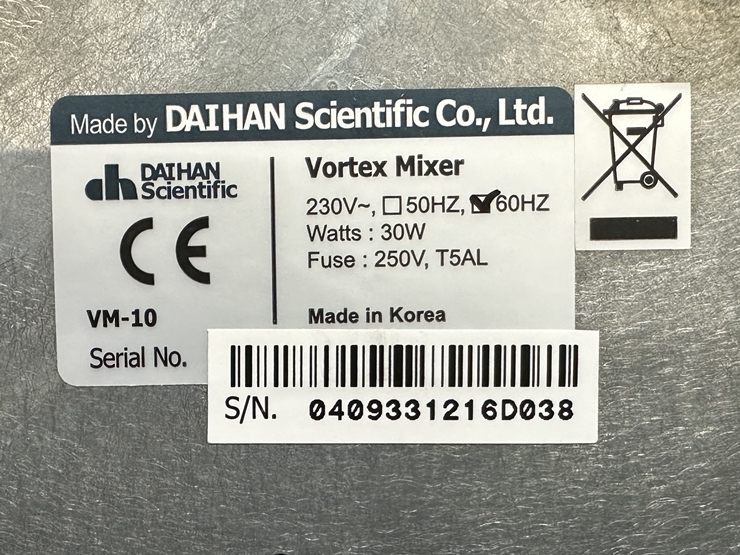 Made by DAIHAN Scientific Co., Ltd.
dh DAIHAN
Scientific
CE
VM-10
Serial No.
Vortex Mixer
230V~, ☐50HZ, ☑60HZ
Watts : 30W
Fuse : 250V, T5AL
Made in Korea
S/N. 0409331216D038